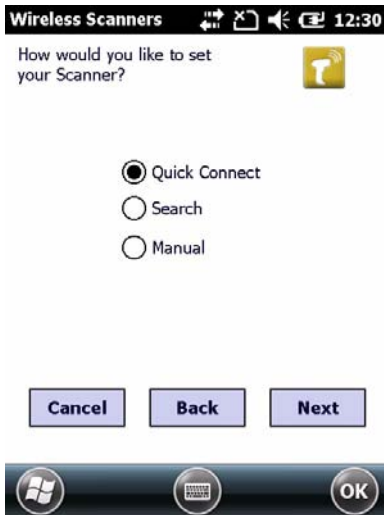 Wireless Scanners 12:30
How would you like to set
your Scanner?
Quick Connect
Search
Manual
Cancel Back Next
OK